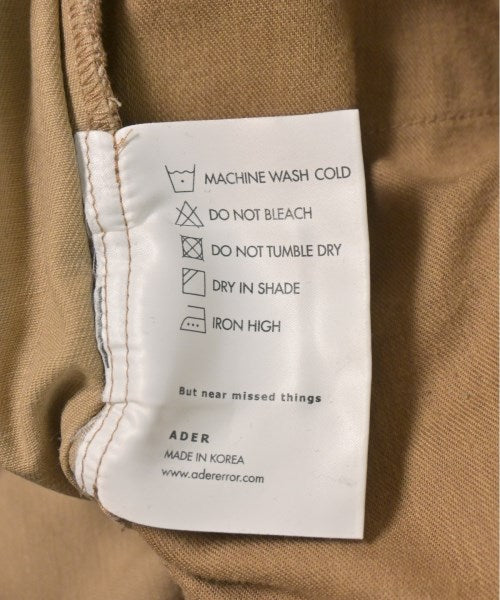 MACHINE WASH COLD
DO NOT BLEACH
DO NOT TUMBLE DRY
DRY IN SHADE
IRON HIGH
But near missed things
ADER
MADE IN KOREA
www.adererror.com